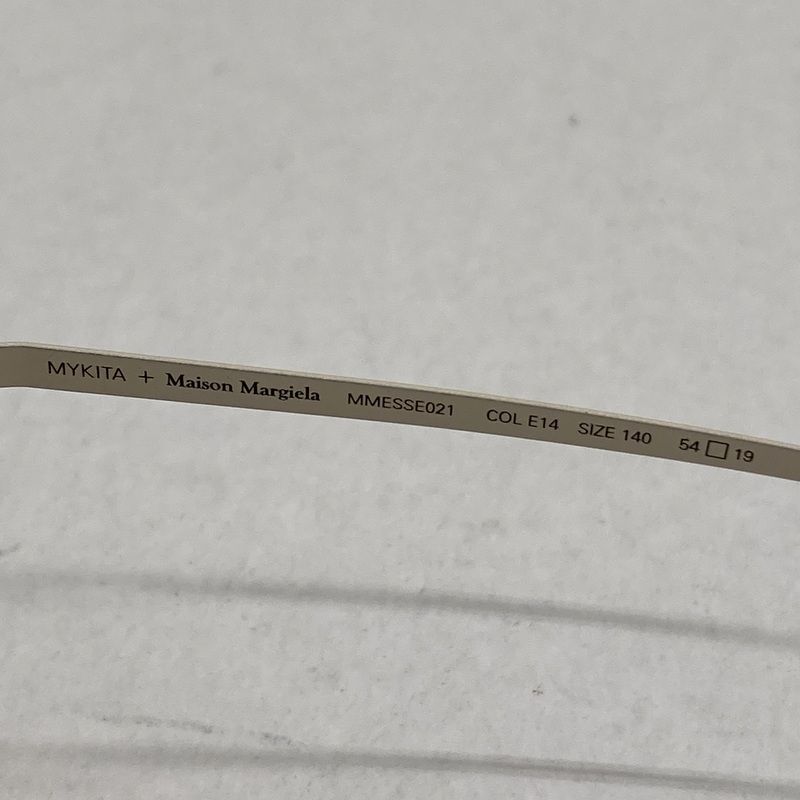 MYKITA + Maison Margiela MMESSE021 COL E14 SIZE 140 54□19